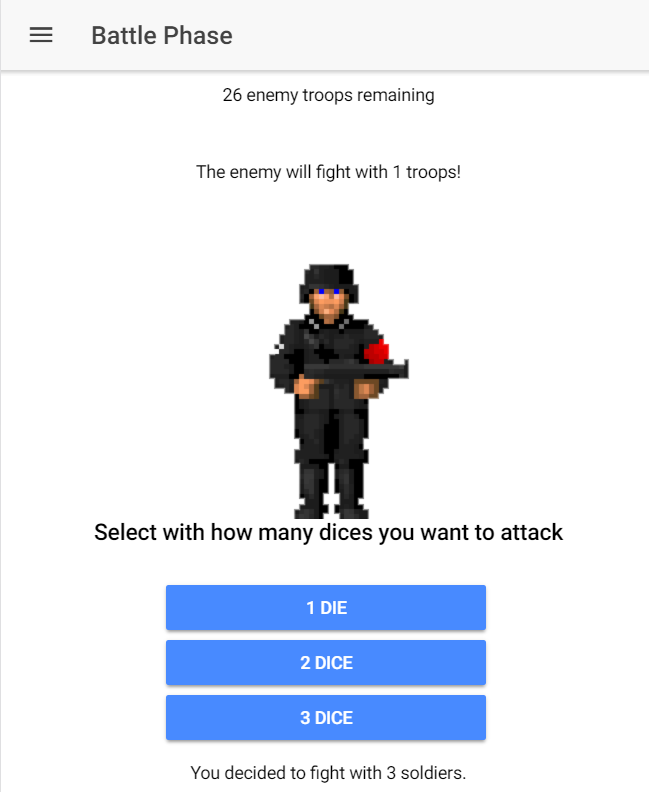 Battle Phase
26 enemy troops remaining
The enemy will fight with 1 troops!
Select with how many dices you want to attack
1 DIE
2 DICE
3 DICE
You decided to fight with 3 soldiers.